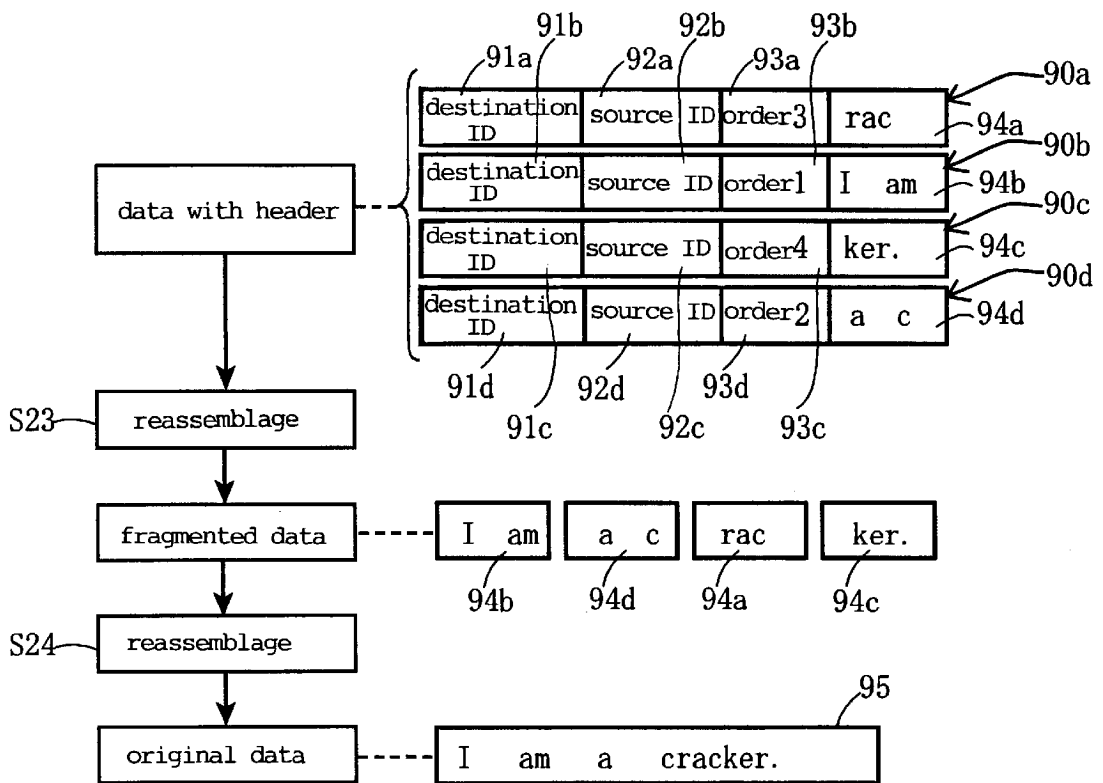 91b 92b 93b
91a 92a 93a 90a
destination ID source ID order3 rac 94a
90b
destination ID source ID order1 I am 94b
data with header
90c
destination ID source ID order4 ker. 94c
90d
destination ID source ID order2 a c 94d
91d 92d 93d
91c 92c 93c
S23 reassemblage
fragmented data I am a c rac ker.
94b 94d 94a 94c
S24 reassemblage
95
original data I am a cracker.